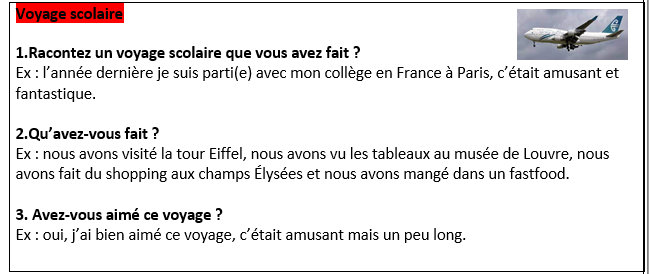 Voyage scolaire
1.Racontez un voyage scolaire que vous avez fait ?
Ex : l’année dernière je suis parti(e) avec mon collège en France à Paris, c’était amusant et
fantastique.
2.Qu’avez-vous fait ?
Ex : nous avons visité la tour Eiffel, nous avons vu les tableaux au musée de Louvre, nous
avons fait du shopping aux champs Élysées et nous avons mangé dans un fastfood.
3. Avez-vous aimé ce voyage ?
Ex : oui, j’ai bien aimé ce voyage, c’était amusant mais un peu long.